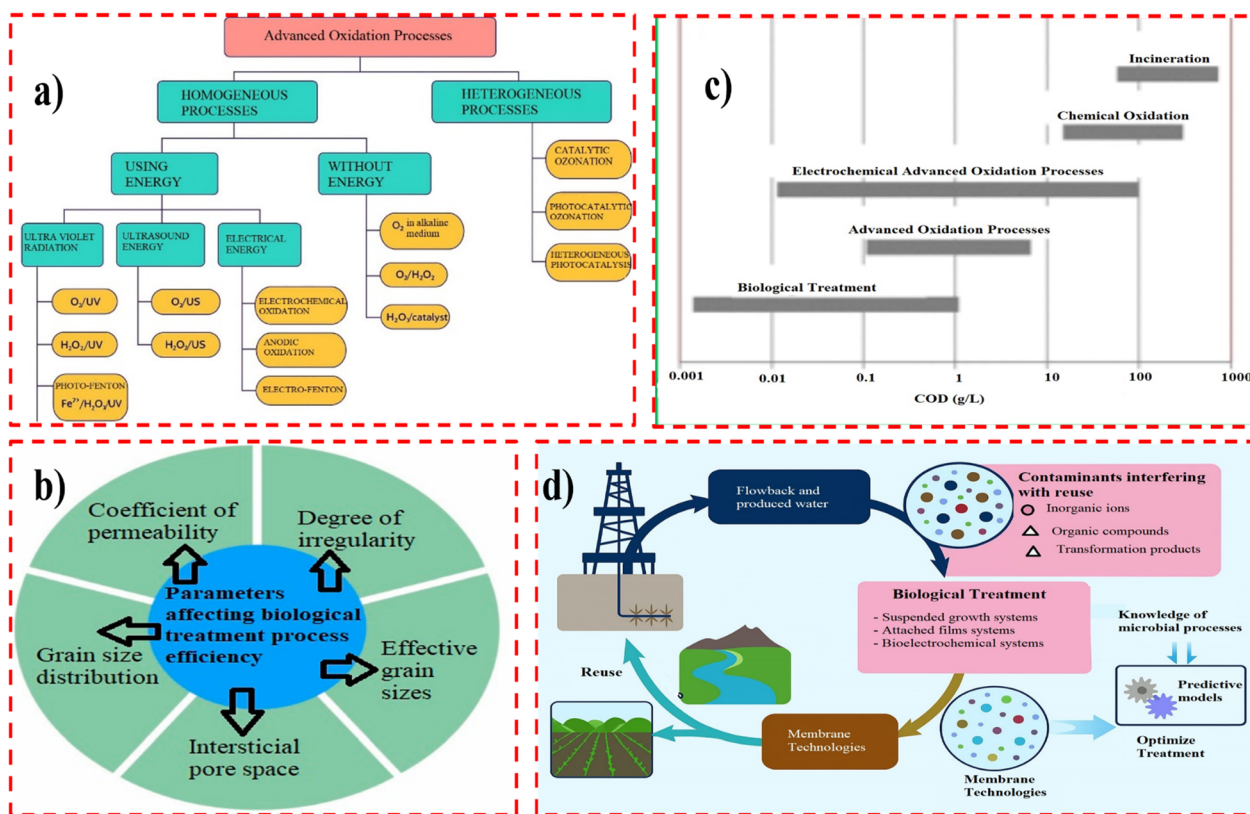 a)
Advanced Oxidation Processes
HOMOGENEOUS
PROCESSES
HETEROGENEOUS
PROCESSES
USING
ENERGY
WITHOUT
ENERGY
CATALYTIC
OZONATION
PHOTOCATALYTIC
OZONATION
HETEROGENEOUS
PHOTOCATALYSIS
ULTRA VIOLET
RADIATION
ULTRASOUND
ENERGY
ELECTRICAL
ENERGY
O₂ in alkaline
medium
O₃/H₂O₂
H₂O₂/catalyst
O₃/UV
H₂O₂/UV
PHOTO-FENTON
Fe²⁺/H₂O₂/UV
O₃/US
H₂O₂/US
ELECTROCHEMICAL
OXIDATION
ANODIC
OXIDATION
ELECTRO-FENTON
c)
Incineration
Chemical Oxidation
Electrochemical Advanced Oxidation Processes
Advanced Oxidation Processes
Biological Treatment
0.001
0.01
0.1
1
10
100
1000
COD (g/L)
b)
Coefficient of
permeability
Degree of
irregularity
Parameters
affecting biological
treatment process
efficiency
Grain size
distribution
Effective
grain
sizes
Intersticial
pore space
d)
Flowback and
produced water
Contaminants interfering
with reuse
Inorganic ions
Organic compounds
Transformation products
Biological Treatment
- Suspended growth systems
- Attached films systems
- Bioelectrochemical systems
Knowledge of
microbial processes
Predictive
models
Optimize
Treatment
Reuse
Membrane
Technologies
Membrane
Technologies